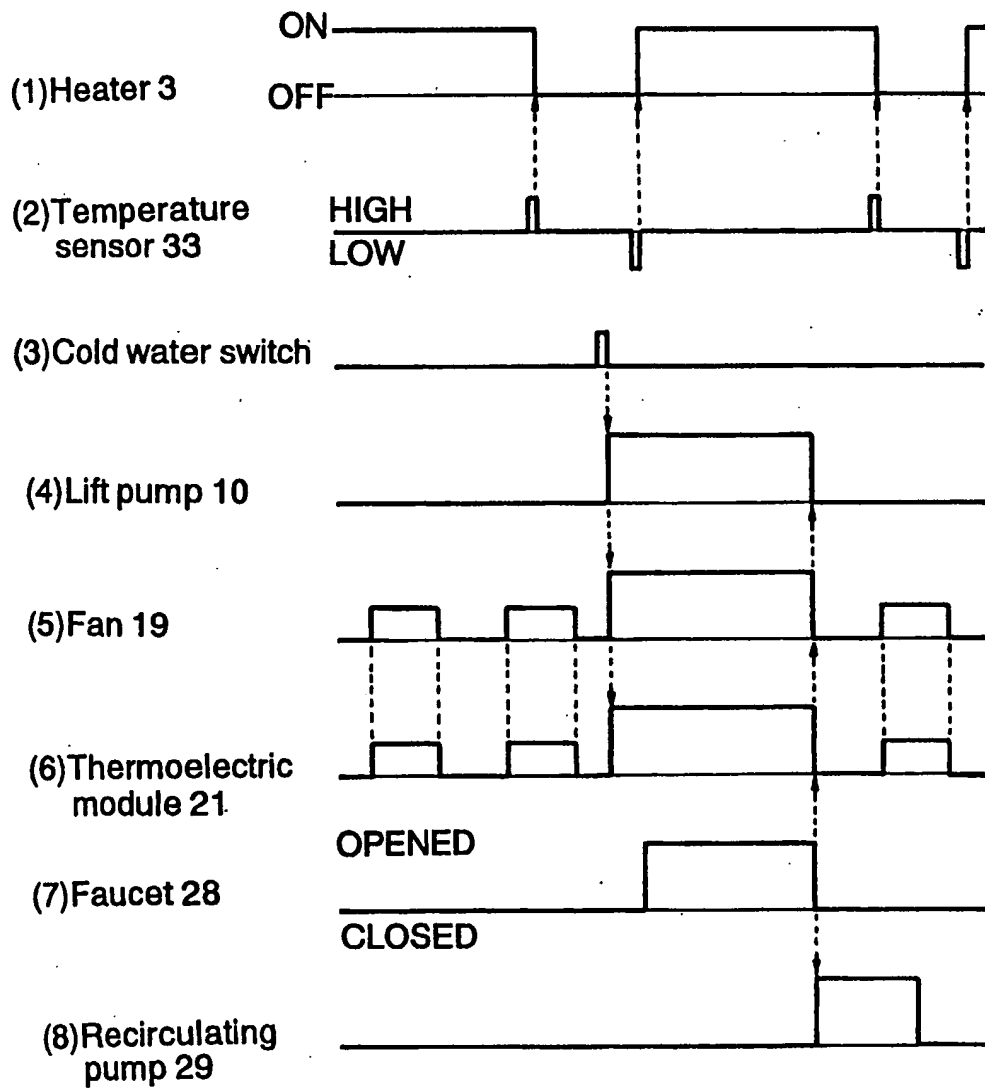 ON
(1)Heater 3
OFF
(2)Temperature
sensor 33
HIGH
LOW
(3)Cold water switch
(4)Lift pump 10
(5)Fan 19
(6)Thermoelectric
module 21
OPENED
(7)Faucet 28
CLOSED
(8)Recirculating
pump 29